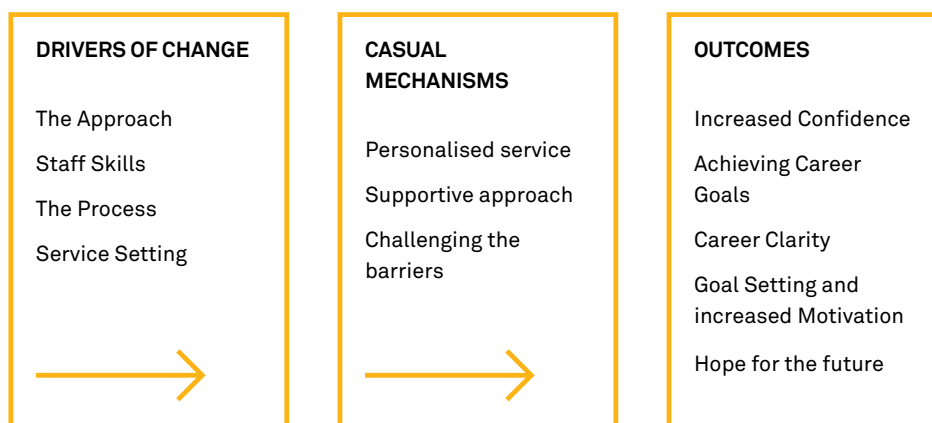 DRIVERS OF CHANGE
The Approach
Staff Skills
The Process
Service Setting
CASUAL
MECHANISMS
Personalised service
Supportive approach
Challenging the
barriers
OUTCOMES
Increased Confidence
Achieving Career
Goals
Career Clarity
Goal Setting and
increased Motivation
Hope for the future